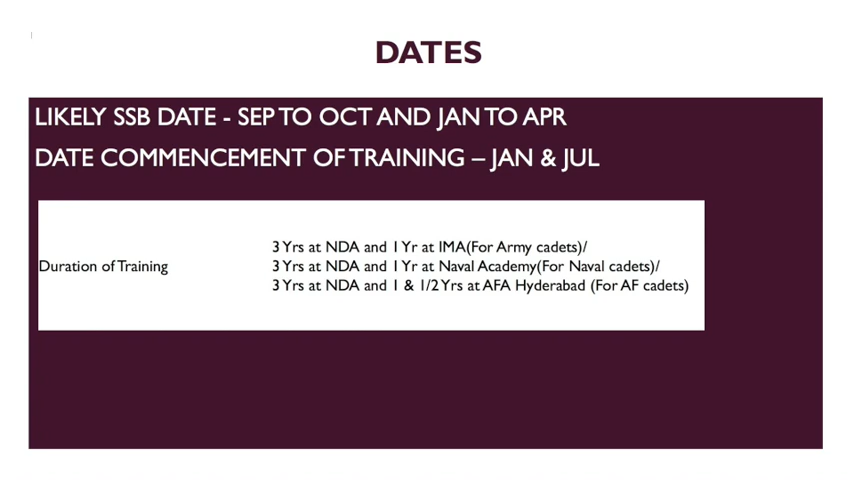 DATES
LIKELY SSB DATE - SEP TO OCT AND JAN TO APR
DATE COMMENCEMENT OF TRAINING – JAN & JUL
Duration of Training
3 Yrs at NDA and 1 Yr at IMA(For Army cadets)/
3 Yrs at NDA and 1 Yr at Naval Academy(For Naval cadets)/
3 Yrs at NDA and 1 & 1/2 Yrs at AFA Hyderabad (For AF cadets)